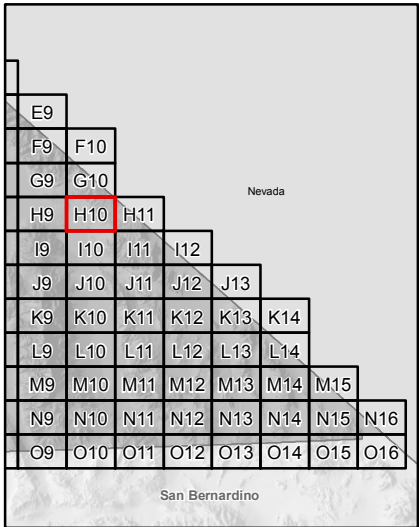 E9
F9 F10
G9 G10
Nevada
H9 H10 H11
I9 I10 I11 I12
J9 J10 J11 J12 J13
K9 K10 K11 K12 K13 K14
L9 L10 L11 L12 L13 L14
M9 M10 M11 M12 M13 M14 M15
N9 N10 N11 N12 N13 N14 N15 N16
O9 O10 O11 O12 O13 O14 O15 O16
San Bernardino